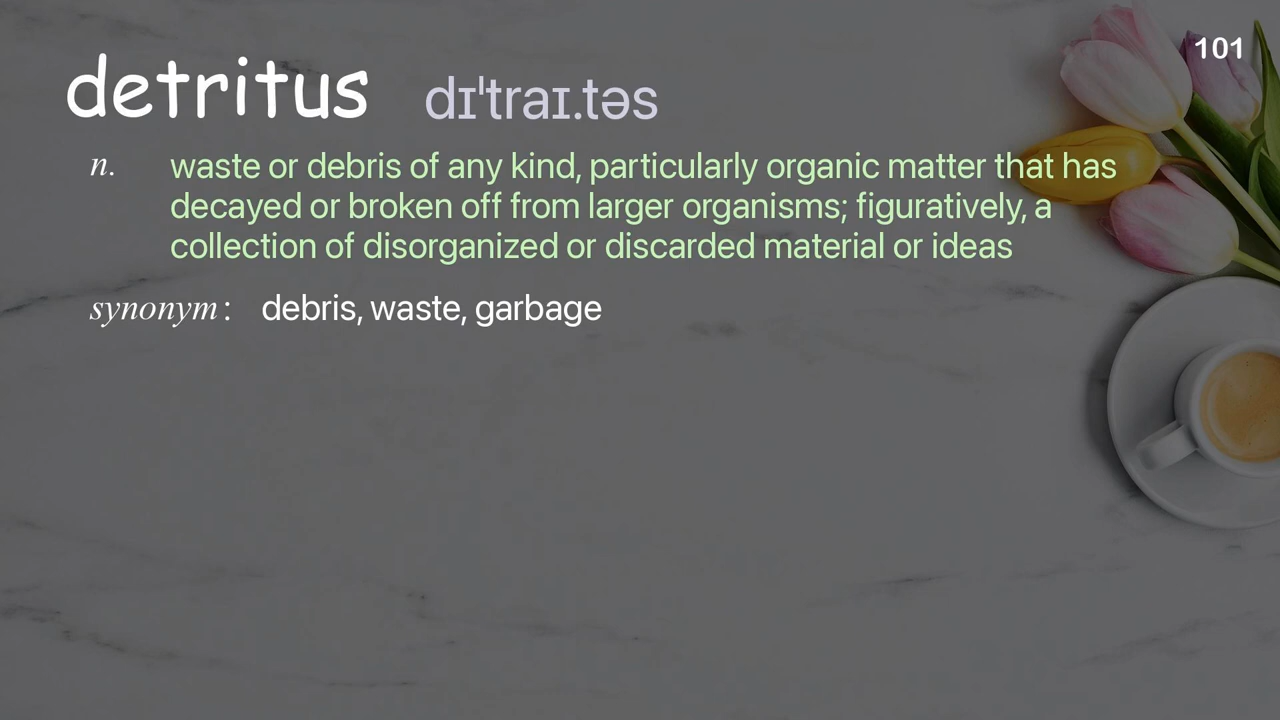 101
detritus dɪˈtraɪ.təs
n. waste or debris of any kind, particularly organic matter that has
decayed or broken off from larger organisms; figuratively, a
collection of disorganized or discarded material or ideas
synonym : debris, waste, garbage